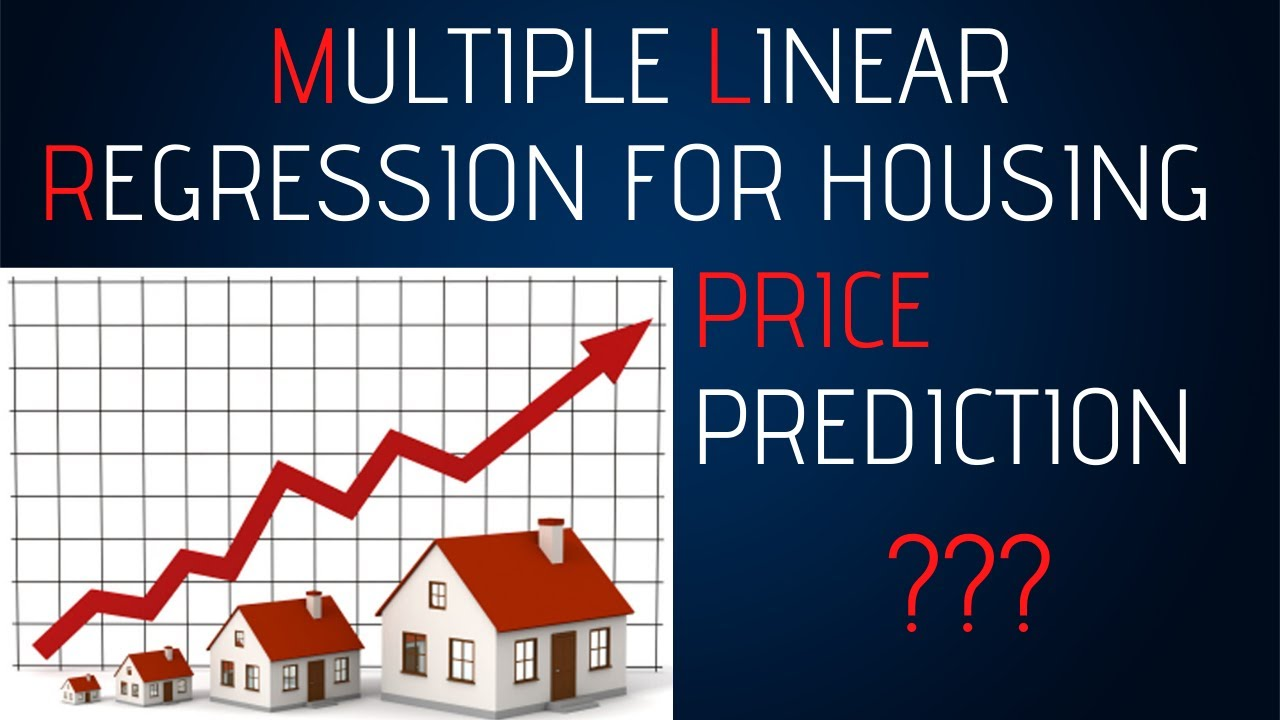 MULTIPLE LINEAR
REGRESSION FOR HOUSING
PRICE
PREDICTION
???